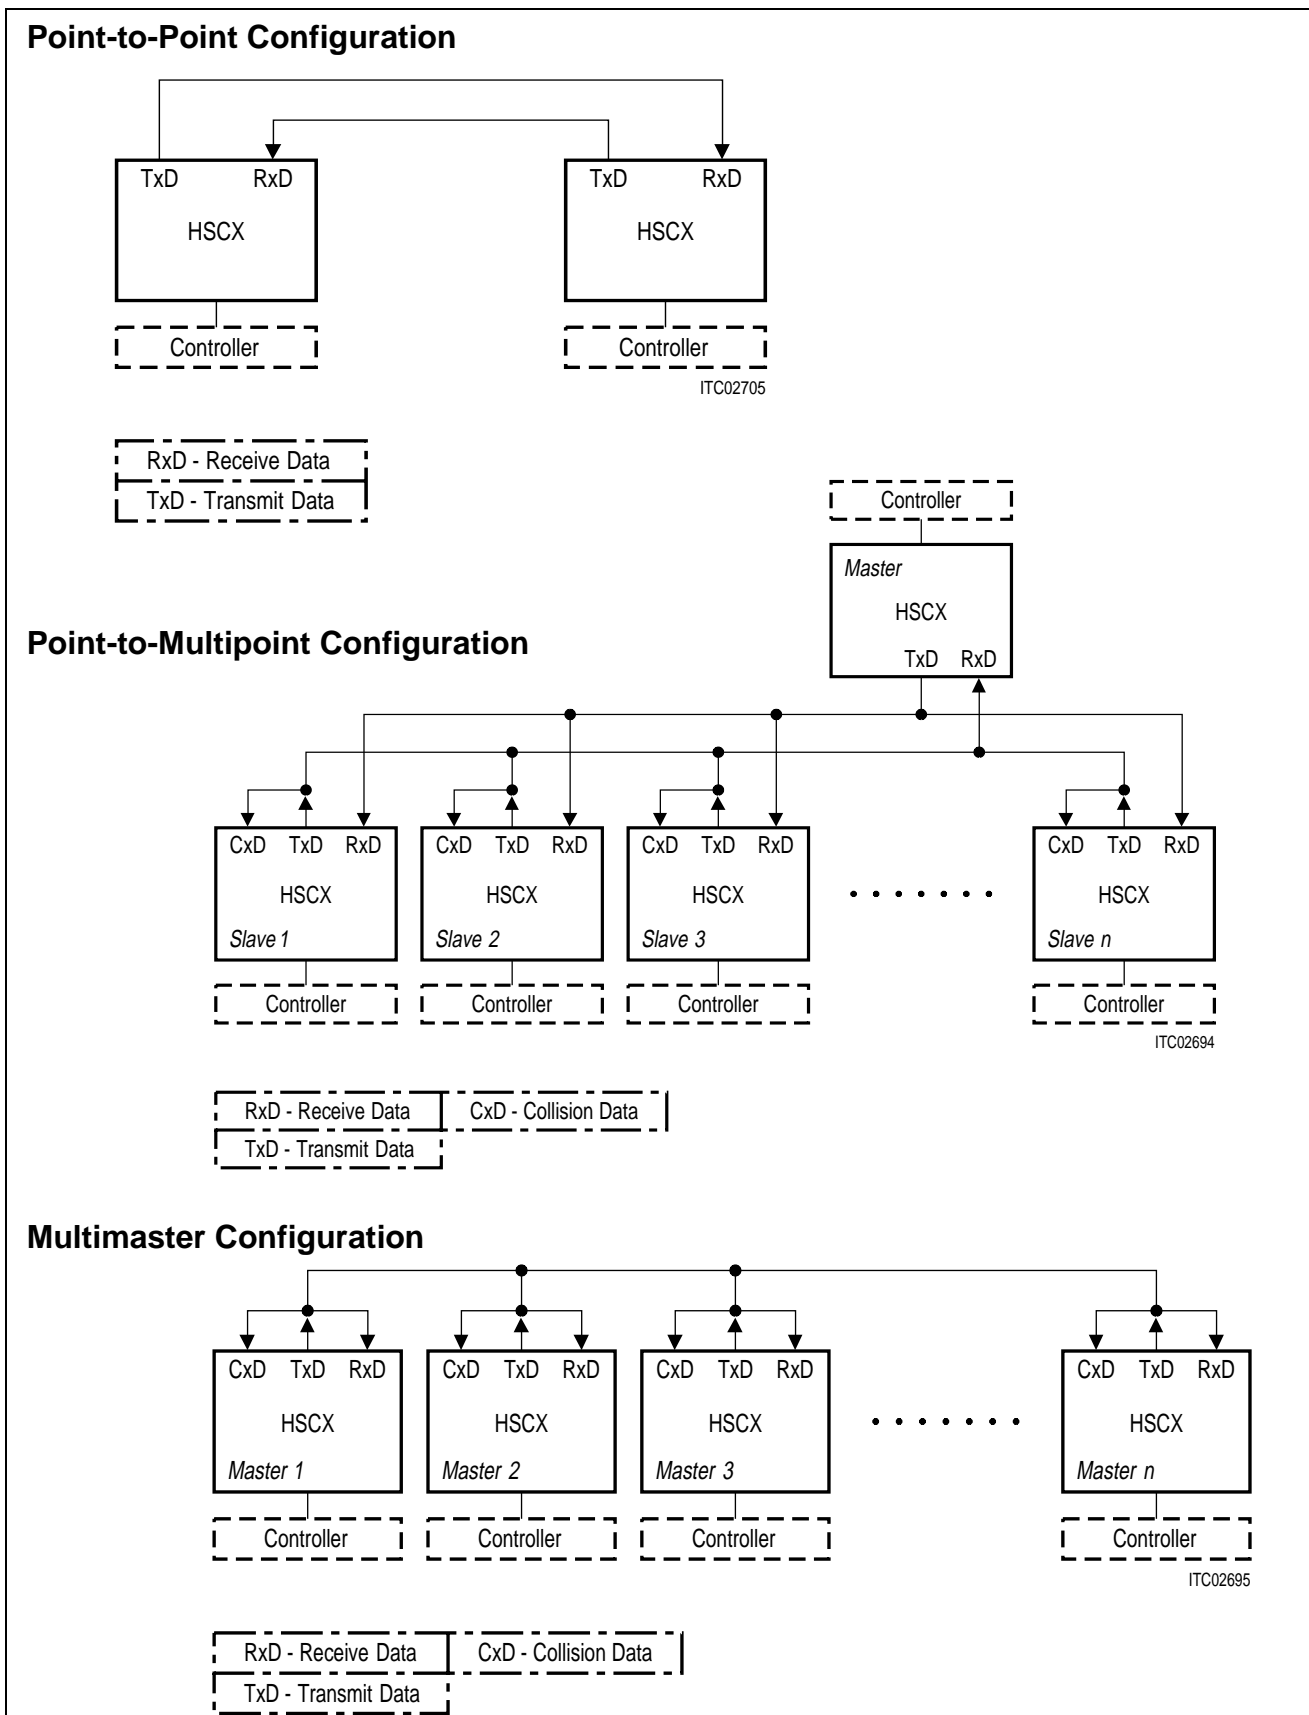 Point-to-Point Configuration
TxD RxD TxD RxD
HSCX HSCX
Controller Controller
ITC02705
RxD - Receive Data
TxD - Transmit Data
Controller
Master
HSCX
Point-to-Multipoint Configuration
TxD RxD
CxD TxD RxD CxD TxD RxD CxD TxD RxD CxD TxD RxD
HSCX HSCX HSCX HSCX
Slave 1 Slave 2 Slave 3 Slave n
Controller Controller Controller Controller
ITC02694
RxD - Receive Data CxD - Collision Data
TxD - Transmit Data
Multimaster Configuration
CxD TxD RxD CxD TxD RxD CxD TxD RxD CxD TxD RxD
HSCX HSCX HSCX HSCX
Master 1 Master 2 Master 3 Master n
Controller Controller Controller Controller
ITC02695
RxD - Receive Data CxD - Collision Data
TxD - Transmit Data